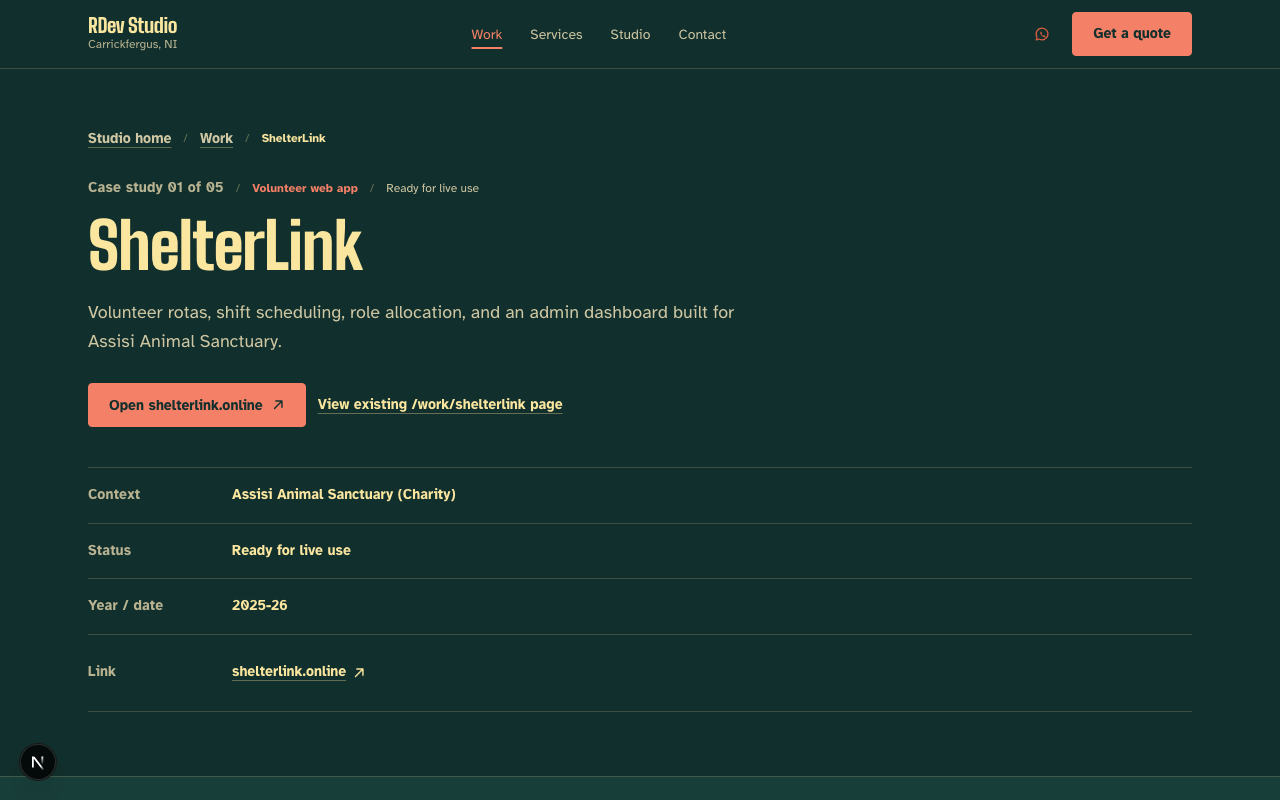 RDev Studio
Carrickfergus, NI
Work
Services
Studio
Contact
Get a quote
Studio home / Work / ShelterLink
Case study 01 of 05 / Volunteer web app / Ready for live use
ShelterLink
Volunteer rotas, shift scheduling, role allocation, and an admin dashboard built for
Assisi Animal Sanctuary.
Open shelterlink.online
View existing /work/shelterlink page
Context
Assisi Animal Sanctuary (Charity)
Status
Ready for live use
Year / date
2025-26
Link
shelterlink.online
N